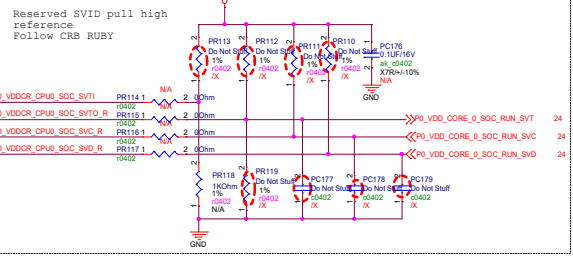 Reserved SVID pull high
reference
Follow CRB RUBY
PR113
Do Not Stuff
1%
r0402
/X
PR112
Do Not Stuff
1%
r0402
/X
PR111
Do Not Stuff
1%
r0402
/X
PR110
Do Not Stuff
1%
r0402
/X
PC176
0.1UF/16V
ak_c0402
X7R/+/-10%
N/A
GND
0_VDDCR_CPU0_SOC_SVTI PR114 1 N/A 2 0Ohm
r0402
0_VDDCR_CPU0_SOC_SVTO_R PR115 1 N/A 2 0Ohm
r0402
0_VDDCR_CPU0_SOC_SVC_R PR116 1 N/A 2 0Ohm
r0402
0_VDDCR_CPU0_SOC_SVD_R PR117 1 N/A 2 0Ohm
r0402
P0_VDD_CORE_0_SOC_RUN_SVT 24
P0_VDD_CORE_0_SOC_RUN_SVC 24
P0_VDD_CORE_0_SOC_RUN_SVD 24
PR118
1KOhm
1%
r0402
N/A
PR119
Do Not Stuff
1%
r0402
/X
PC177
Do Not Stuff
c0402
/X
PC178
Do Not Stuff
c0402
/X
PC179
Do Not Stuff
c0402
/X
GND